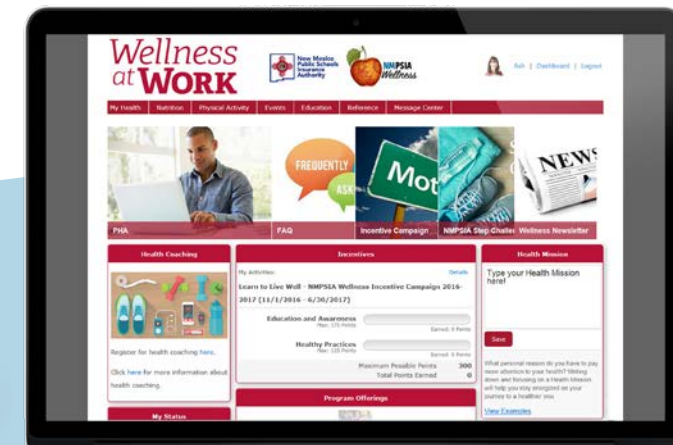 Wellness
at WORK
New Mexico
Public Schools
Insurance
Authority
NMPSIA
Wellness
Ash | Dashboard | Logout
My Health Nutrition Physical Activity Events Education Reference Message Center
FREQUENTLY
ASK
Mot
NEWS
PHA FAQ Incentive Campaign NMPSIA Step Challe Wellness Newsletter
Health Coaching
Register for health coaching here.
Click here for more information about
health coaching.
My Status
Incentives
My Activities: Details
Learn to Live Well - NMPSIA Wellness Incentive Campaign 2016-
2017 (11/1/2016 - 6/30/2017)
Education and Awareness
Max: 175 Points
Earned: 0 Points
Healthy Practices
Max: 125 Points
Earned: 0 Points
Maximum Possible Points 300
Total Points Earned 0
Program Offerings
Health Mission
Type your Health Mission
here!
Save
What personal reason do you have to pay
more attention to your health? Writing
down and focusing on a Health Mission
will help you stay energized on your
journey to a healthier you.
View Examples